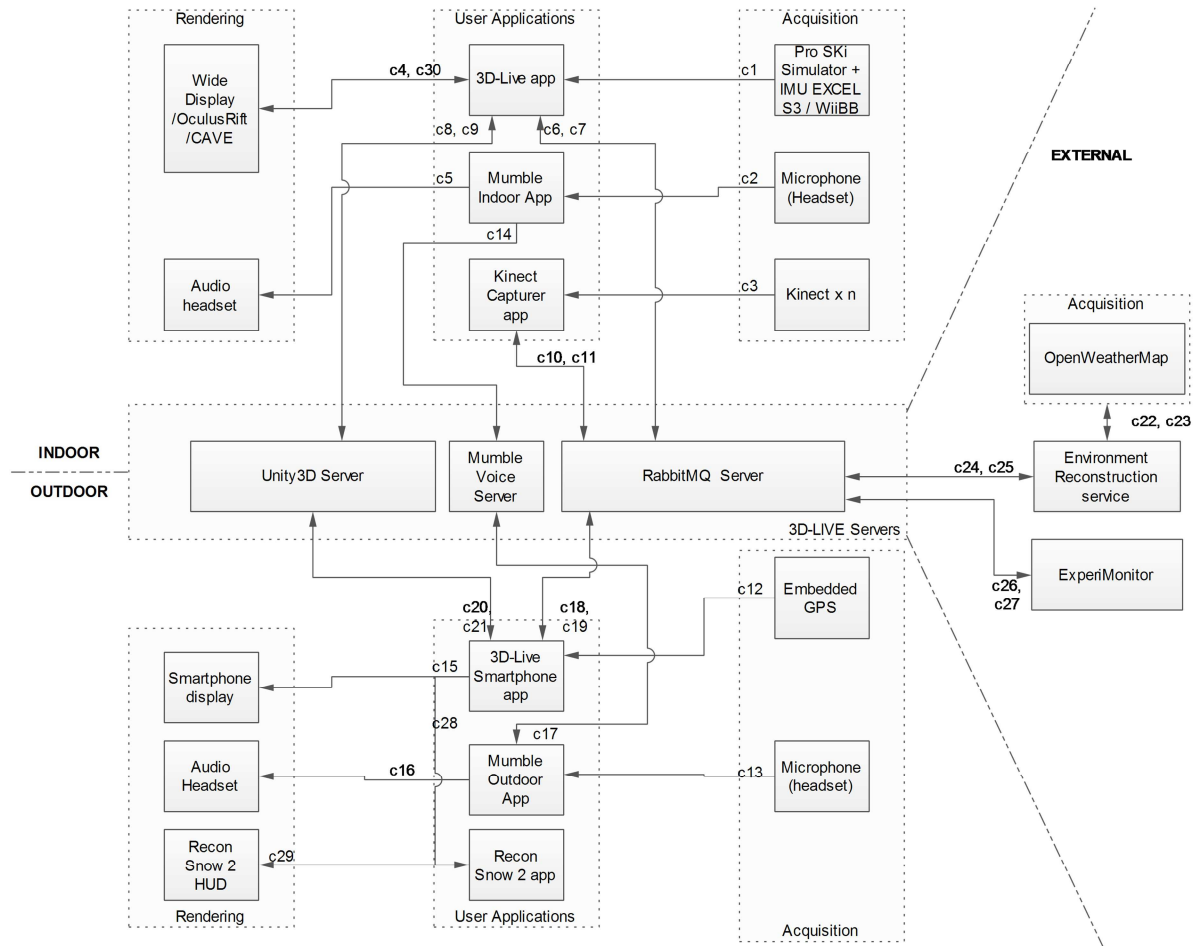 Rendering
User Applications
Acquisition
Wide
Display
/OculusRift
/CAVE
c4, c30
3D-Live app
c1
Pro SKi
Simulator +
IMU EXCEL
S3 / WiiBB
c8, c9
c6, c7
EXTERNAL
c5
Mumble
Indoor App
c2
Microphone
(Headset)
c14
Audio
headset
Kinect
Capturer
app
c3
Kinect x n
Acquisition
OpenWeatherMap
c10, c11
c22, c23
INDOOR
OUTDOOR
Unity3D Server
Mumble
Voice
Server
RabbitMQ Server
c24, c25
Environment
Reconstruction
service
3D-LIVE Servers
ExperiMonitor
c26,
c27
c20,
c21
c18,
c19
c12
Embedded
GPS
Smartphone
display
c15
3D-Live
Smartphone
app
c28
c17
Audio
Headset
c16
Mumble
Outdoor
App
c13
Microphone
(headset)
Recon
Snow 2
HUD
c29
Recon
Snow 2 app
Rendering
User Applications
Acquisition